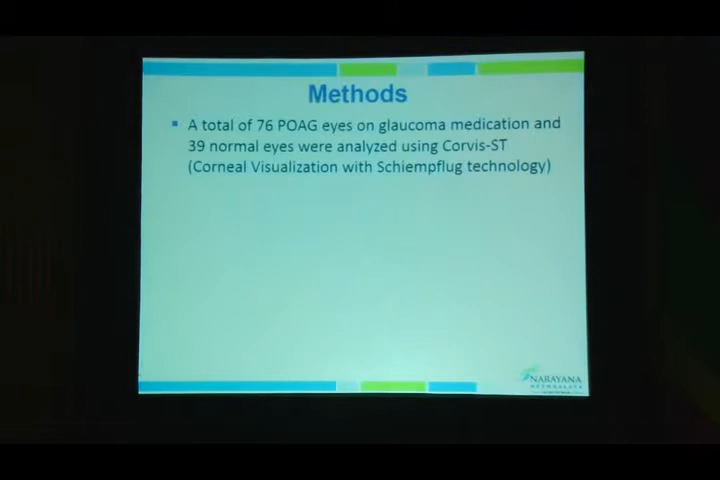 Methods
▪ A total of 76 POAG eyes on glaucoma medication and
39 normal eyes were analyzed using Corvis-ST
(Corneal Visualization with Schiempflug technology)
NARAYANA
NETHRALAYA